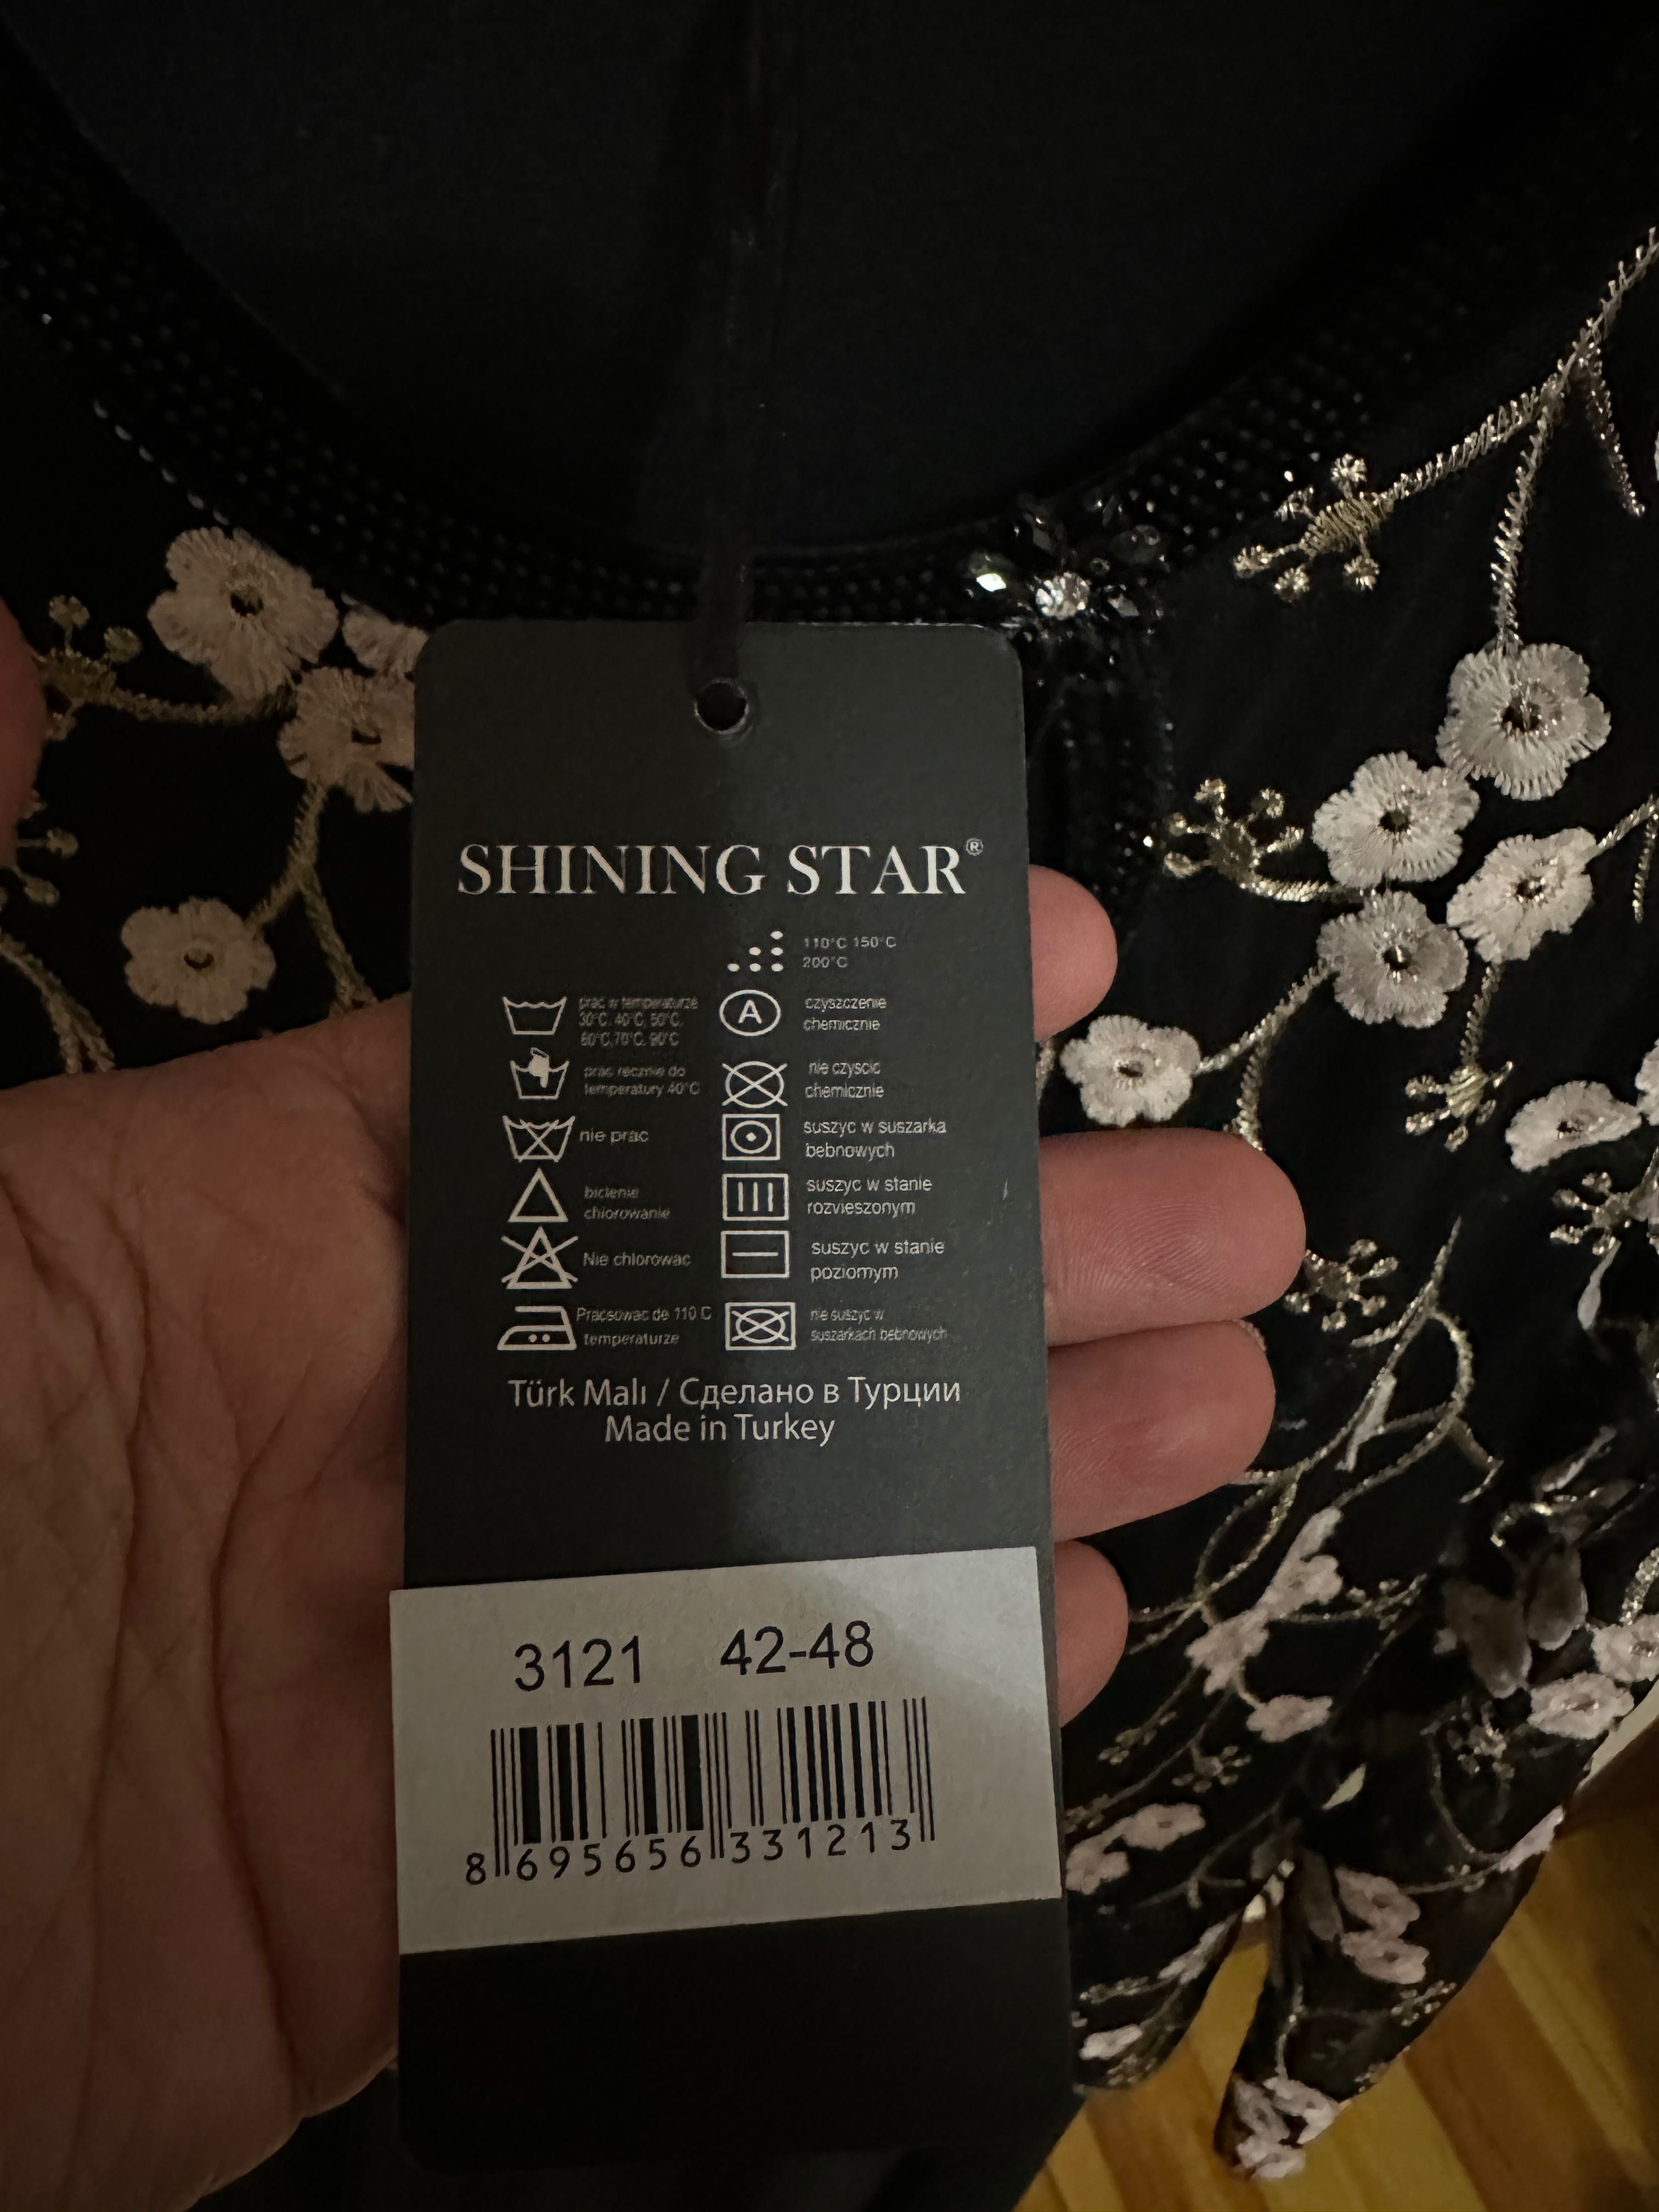 SHINING STAR®
110°C 150°C
200°C
prac w temperaturze
30°C, 40°C, 50°C,
60°C,70°C, 90°C
A
czyszczenie
chemicznie
prac recznie do
temperatury 40°C
nie czyscic
chemicznie
nie prac
suszyc w suszarka
bebnowych
bielenie
chlorowanie
suszyc w stanie
rozvieszonym
Nie chlorowac
suszyc w stanie
poziomym
Pracsowac de 110 C
temperaturze
nie suszyc w
suszarkach bebnowych
Türk Malı / Сделано в Турции
Made in Turkey
3121 42-48
8 695656 331213